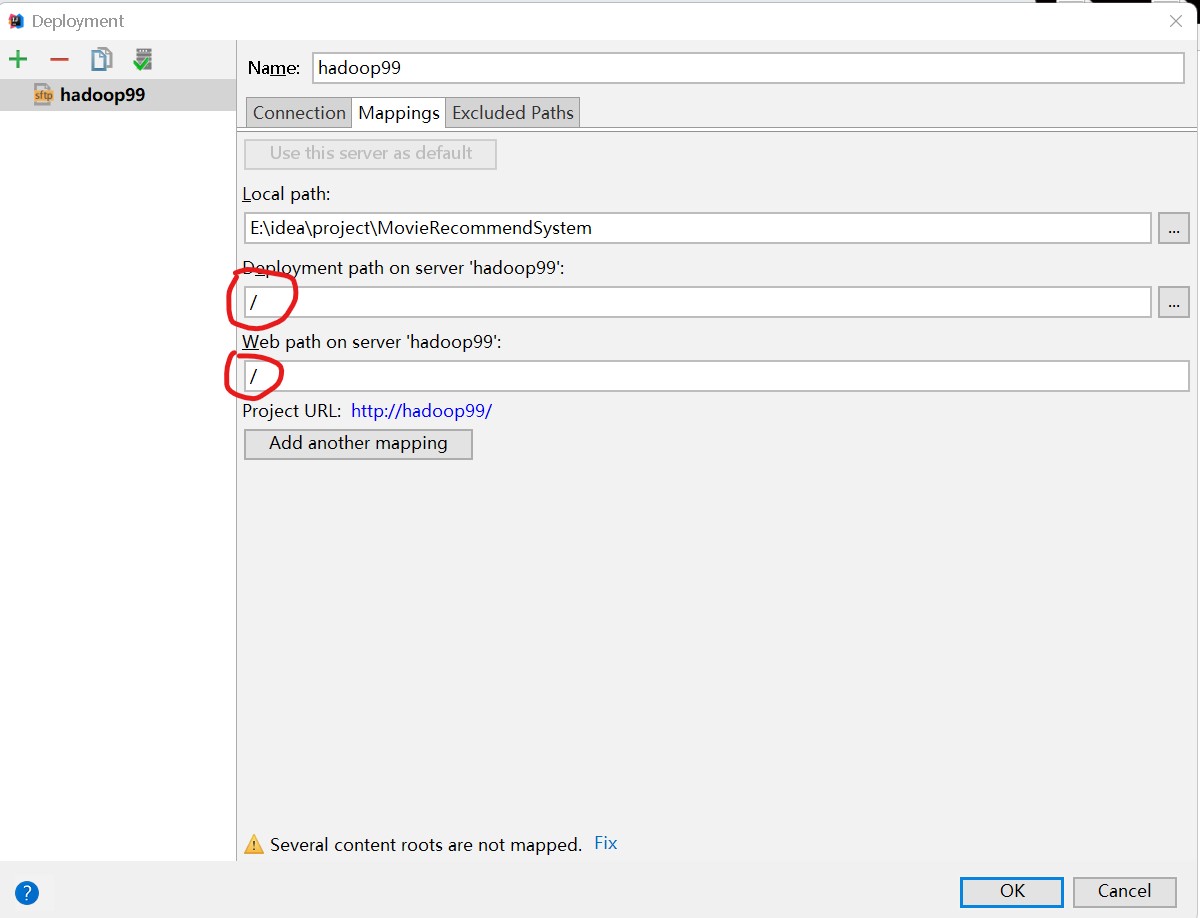 Deployment
sftp hadoop99
Name: hadoop99
Connection Mappings Excluded Paths
Use this server as default
Local path:
E:\idea\project\MovieRecommendSystem ...
Deployment path on server 'hadoop99':
/ ...
Web path on server 'hadoop99':
/
Project URL: http://hadoop99/
Add another mapping
Several content roots are not mapped. Fix
? OK Cancel